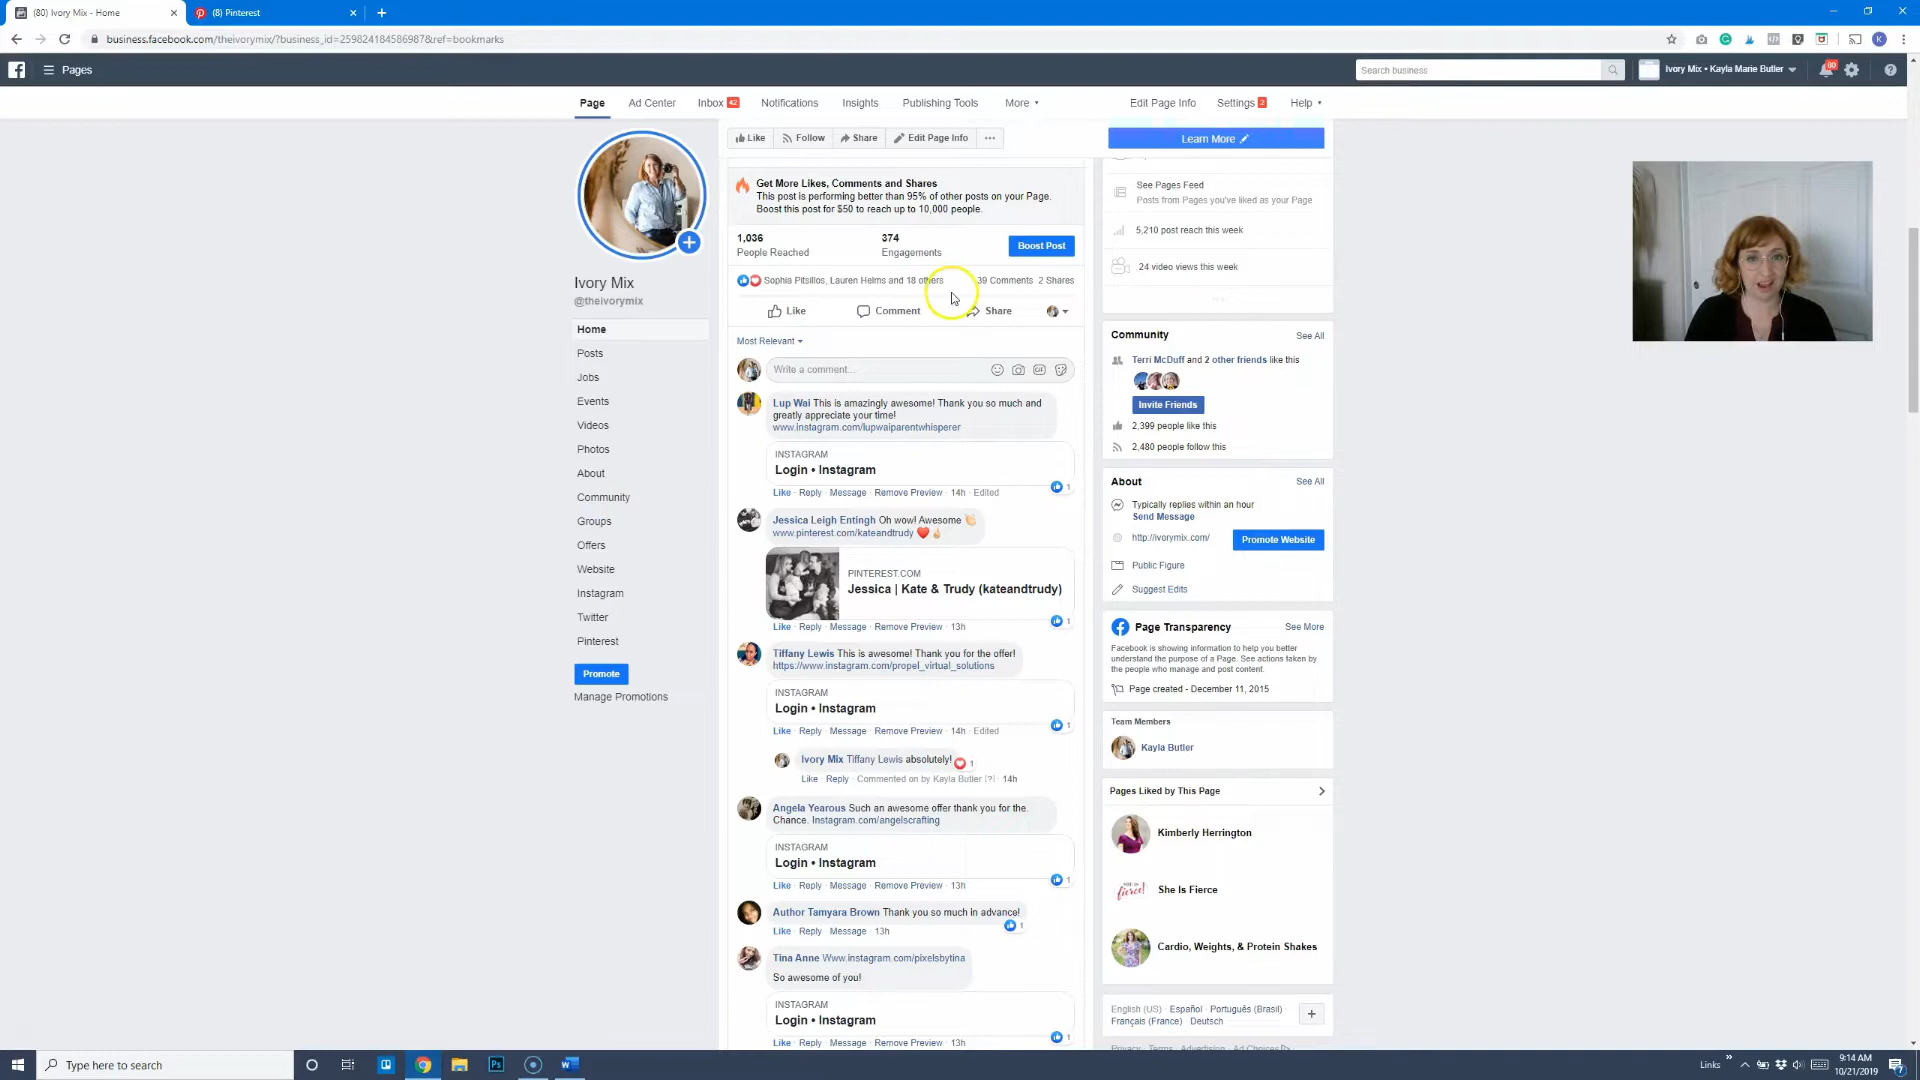 (80) Ivory Mix - Home
(8) Pinterest
business.facebook.com/theivorymix/?business_id=259824184586987&ref=bookmarks
Pages
Search business
Ivory Mix • Kayla Marie Butler
80
Page
Ad Center
Inbox 42
Notifications
Insights
Publishing Tools
More
Edit Page Info
Settings 2
Help
Like
Follow
Share
Edit Page Info
Learn More
Get More Likes, Comments and Shares
This post is performing better than 95% of other posts on your Page.
Boost this post for $50 to reach up to 10,000 people.
1,036
People Reached
374
Engagements
Boost Post
Sophia Pitsillos, Lauren Helms and 18 others
39 Comments 2 Shares
Like
Comment
Share
Most Relevant
Write a comment...
Lup Wai This is amazingly awesome! Thank you so much and
greatly appreciate your time!
www.instagram.com/lupwaiparentwhisperer
INSTAGRAM
Login • Instagram
Like · Reply · Message · Remove Preview · 14h · Edited
1
Jessica Leigh Entingh Oh wow! Awesome 👏🏻
www.pinterest.com/kateandtrudy ❤️🤞🏻
PINTEREST.COM
Jessica | Kate & Trudy (kateandtrudy)
Like · Reply · Message · Remove Preview · 13h
1
Tiffany Lewis This is awesome! Thank you for the offer!
https://www.instagram.com/propel_virtual_solutions
INSTAGRAM
Login • Instagram
Like · Reply · Message · Remove Preview · 14h · Edited
1
Ivory Mix Tiffany Lewis absolutely!
1
Like · Reply · Commented on by Kayla Butler [?] · 14h
Angela Yearous Such an awesome offer thank you for the.
Chance. Instagram.com/angelscrafting
INSTAGRAM
Login • Instagram
Like · Reply · Message · Remove Preview · 13h
1
Author Tamyara Brown Thank you so much in advance!
Like · Reply · Message · 13h
1
Tina Anne Www.instagram.com/pixelsbytina
So awesome of you!
INSTAGRAM
Login • Instagram
Like · Reply · Message · Remove Preview · 13h
1
Ivory Mix
@theivorymix
Home
Posts
Jobs
Events
Videos
Photos
About
Community
Groups
Offers
Website
Instagram
Twitter
Pinterest
Promote
Manage Promotions
See Pages Feed
Posts from Pages you've liked as your Page
5,210 post reach this week
24 video views this week
Community
See All
Terri McDuff and 2 other friends like this
Invite Friends
2,399 people like this
2,480 people follow this
About
See All
Typically replies within an hour
Send Message
http://ivorymix.com/
Promote Website
Public Figure
Suggest Edits
Page Transparency
See More
Facebook is showing information to help you better
understand the purpose of a Page. See actions taken by
the people who manage and post content.
Page created - December 11, 2015
Team Members
Kayla Butler
Pages Liked by This Page
Kimberly Herrington
She Is Fierce
Cardio, Weights, & Protein Shakes
English (US) · Español · Português (Brasil) ·
Français (France) · Deutsch
Privacy · Terms · Advertising · Ad Choices
Type here to search
Links
9:14 AM
10/21/2019